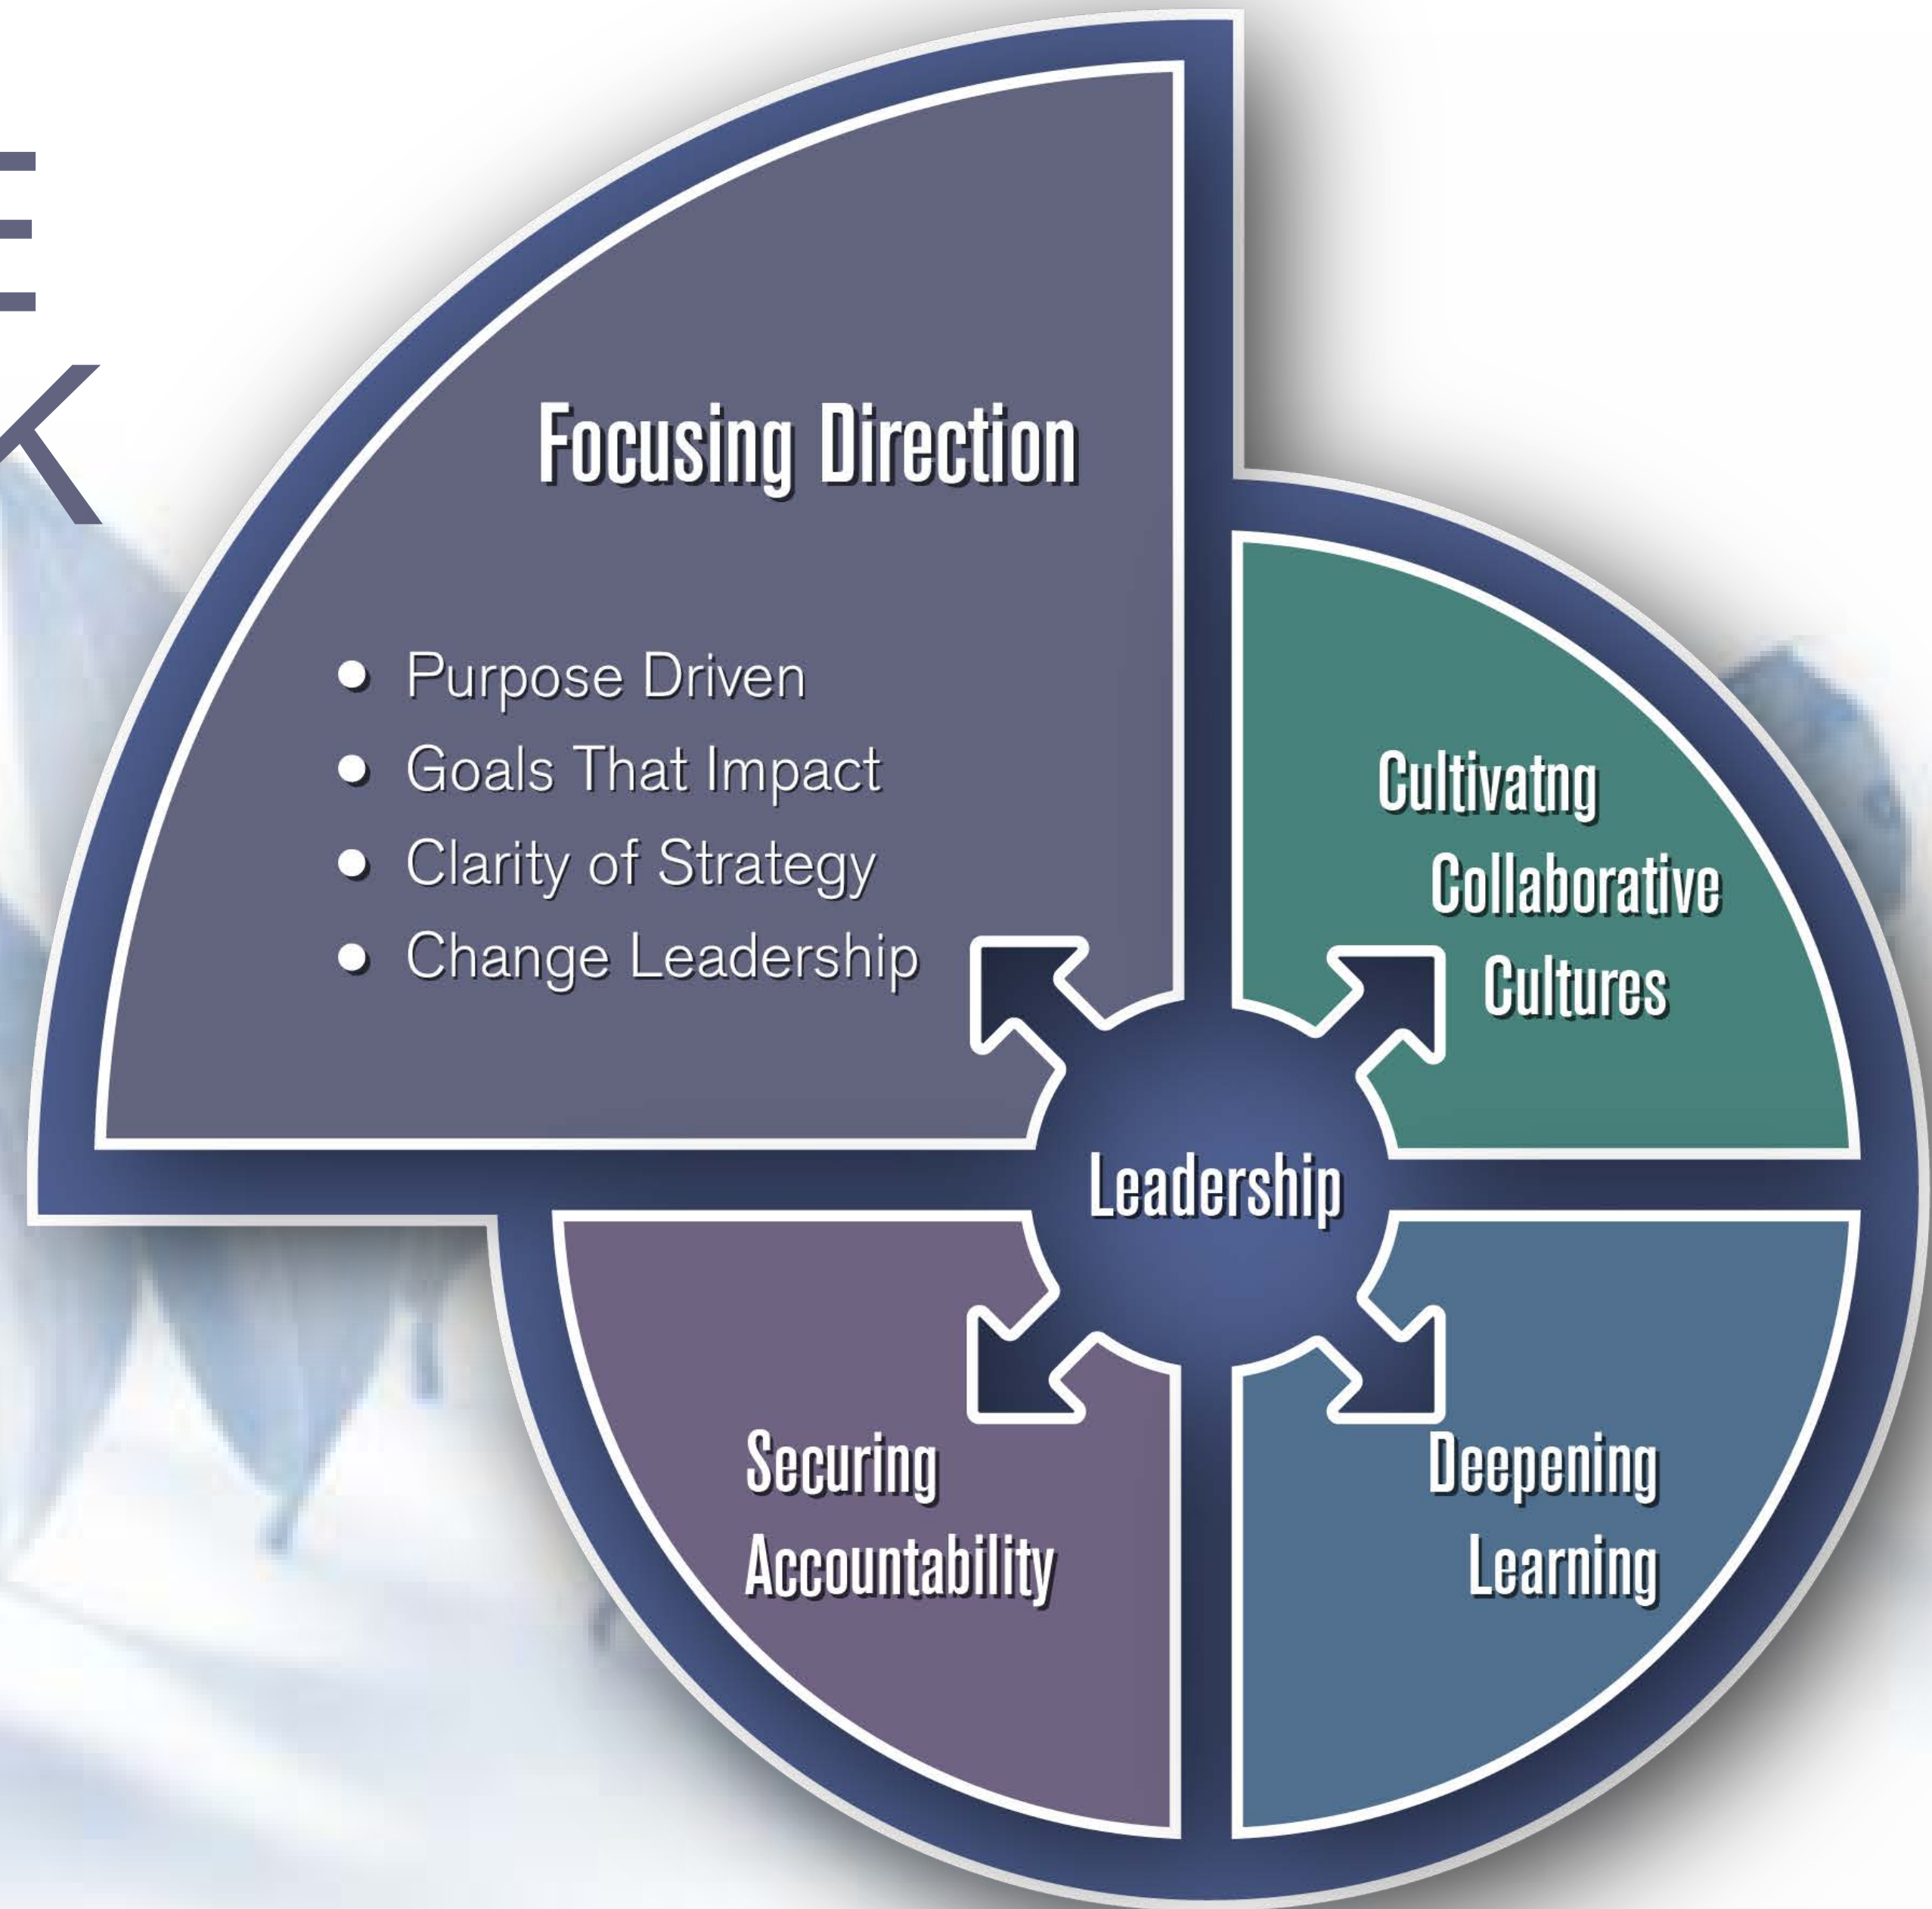 E
K
Focusing Direction
• Purpose Driven
• Goals That Impact
• Clarity of Strategy
• Change Leadership
Cultivatng
Collaborative
Cultures
Leadership
Securing
Accountability
Deepening
Learning